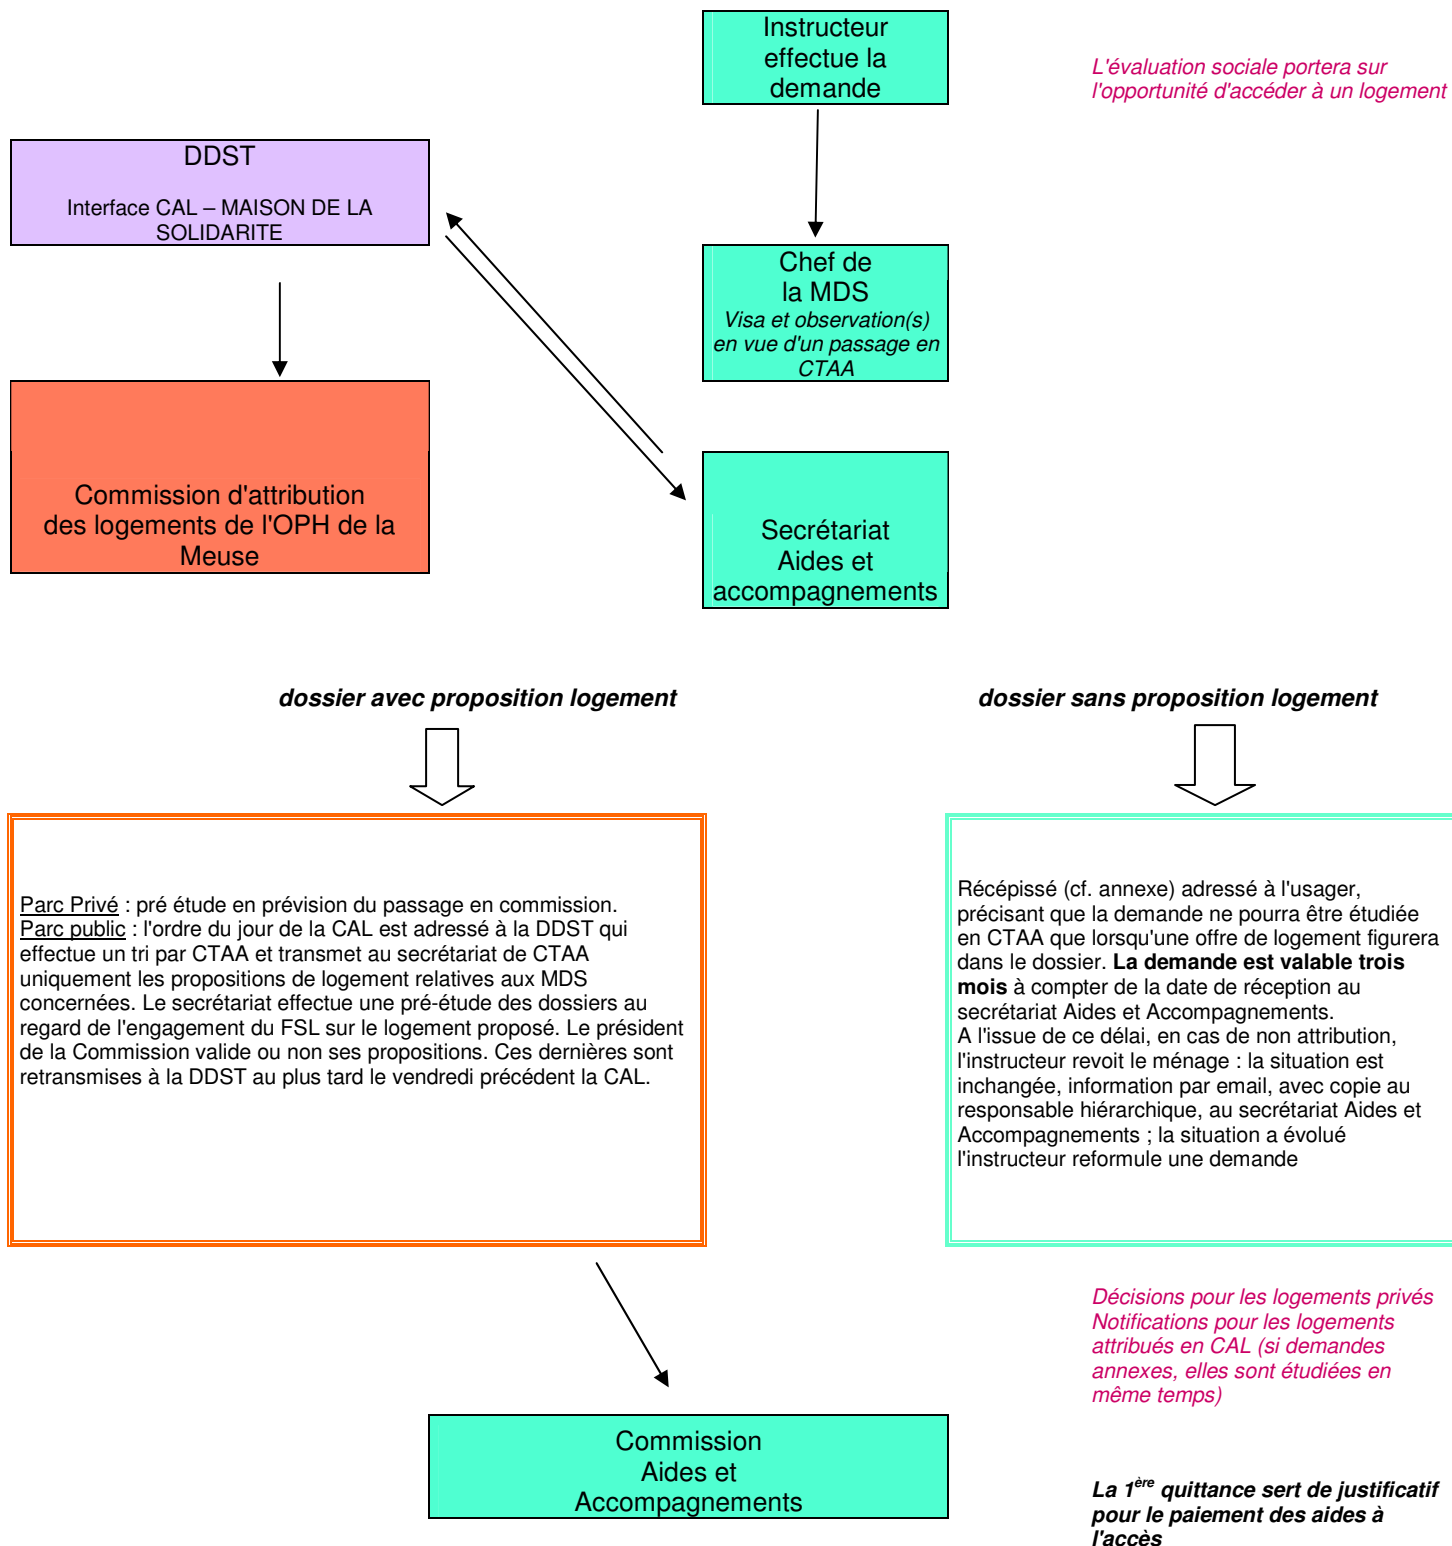 Instructeur
effectue la
demande
L'évaluation sociale portera sur
l'opportunité d'accéder à un logement
DDST
Interface CAL – MAISON DE LA
SOLIDARITE
Chef de
la MDS
Visa et observation(s)
en vue d'un passage en
CTAA
Commission d'attribution
des logements de l'OPH de la
Meuse
Secrétariat
Aides et
accompagnements
dossier avec proposition logement
dossier sans proposition logement
Parc Privé : pré étude en prévision du passage en commission.
Parc public : l'ordre du jour de la CAL est adressé à la DDST qui
effectue un tri par CTAA et transmet au secrétariat de CTAA
uniquement les propositions de logement relatives aux MDS
concernées. Le secrétariat effectue une pré-étude des dossiers au
regard de l'engagement du FSL sur le logement proposé. Le président
de la Commission valide ou non ses propositions. Ces dernières sont
retransmises à la DDST au plus tard le vendredi précédent la CAL.
Récépissé (cf. annexe) adressé à l'usager,
précisant que la demande ne pourra être étudiée
en CTAA que lorsqu'une offre de logement figurera
dans le dossier. La demande est valable trois
mois à compter de la date de réception au
secrétariat Aides et Accompagnements.
A l'issue de ce délai, en cas de non attribution,
l'instructeur revoit le ménage : la situation est
inchangée, information par email, avec copie au
responsable hiérarchique, au secrétariat Aides et
Accompagnements ; la situation a évolué
l'instructeur reformule une demande
Décisions pour les logements privés
Notifications pour les logements
attribués en CAL (si demandes
annexes, elles sont étudiées en
même temps)
Commission
Aides et
Accompagnements
La 1ère quittance sert de justificatif
pour le paiement des aides à
l'accès